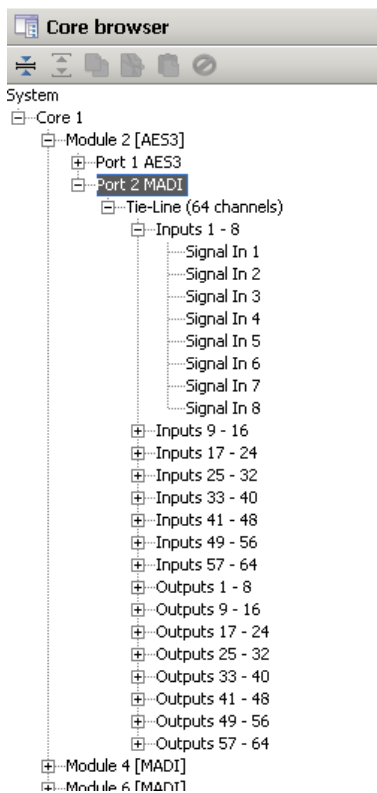 Core browser
System
Core 1
Module 2 [AES3]
Port 1 AES3
Port 2 MADI
Tie-Line (64 channels)
Inputs 1 - 8
Signal In 1
Signal In 2
Signal In 3
Signal In 4
Signal In 5
Signal In 6
Signal In 7
Signal In 8
Inputs 9 - 16
Inputs 17 - 24
Inputs 25 - 32
Inputs 33 - 40
Inputs 41 - 48
Inputs 49 - 56
Inputs 57 - 64
Outputs 1 - 8
Outputs 9 - 16
Outputs 17 - 24
Outputs 25 - 32
Outputs 33 - 40
Outputs 41 - 48
Outputs 49 - 56
Outputs 57 - 64
Module 4 [MADI]
Module 6 [MADI]